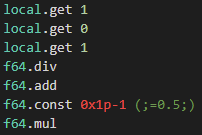 local.get 1
local.get 0
local.get 1
f64.div
f64.add
f64.const 0x1p-1 (;=0.5;)
f64.mul